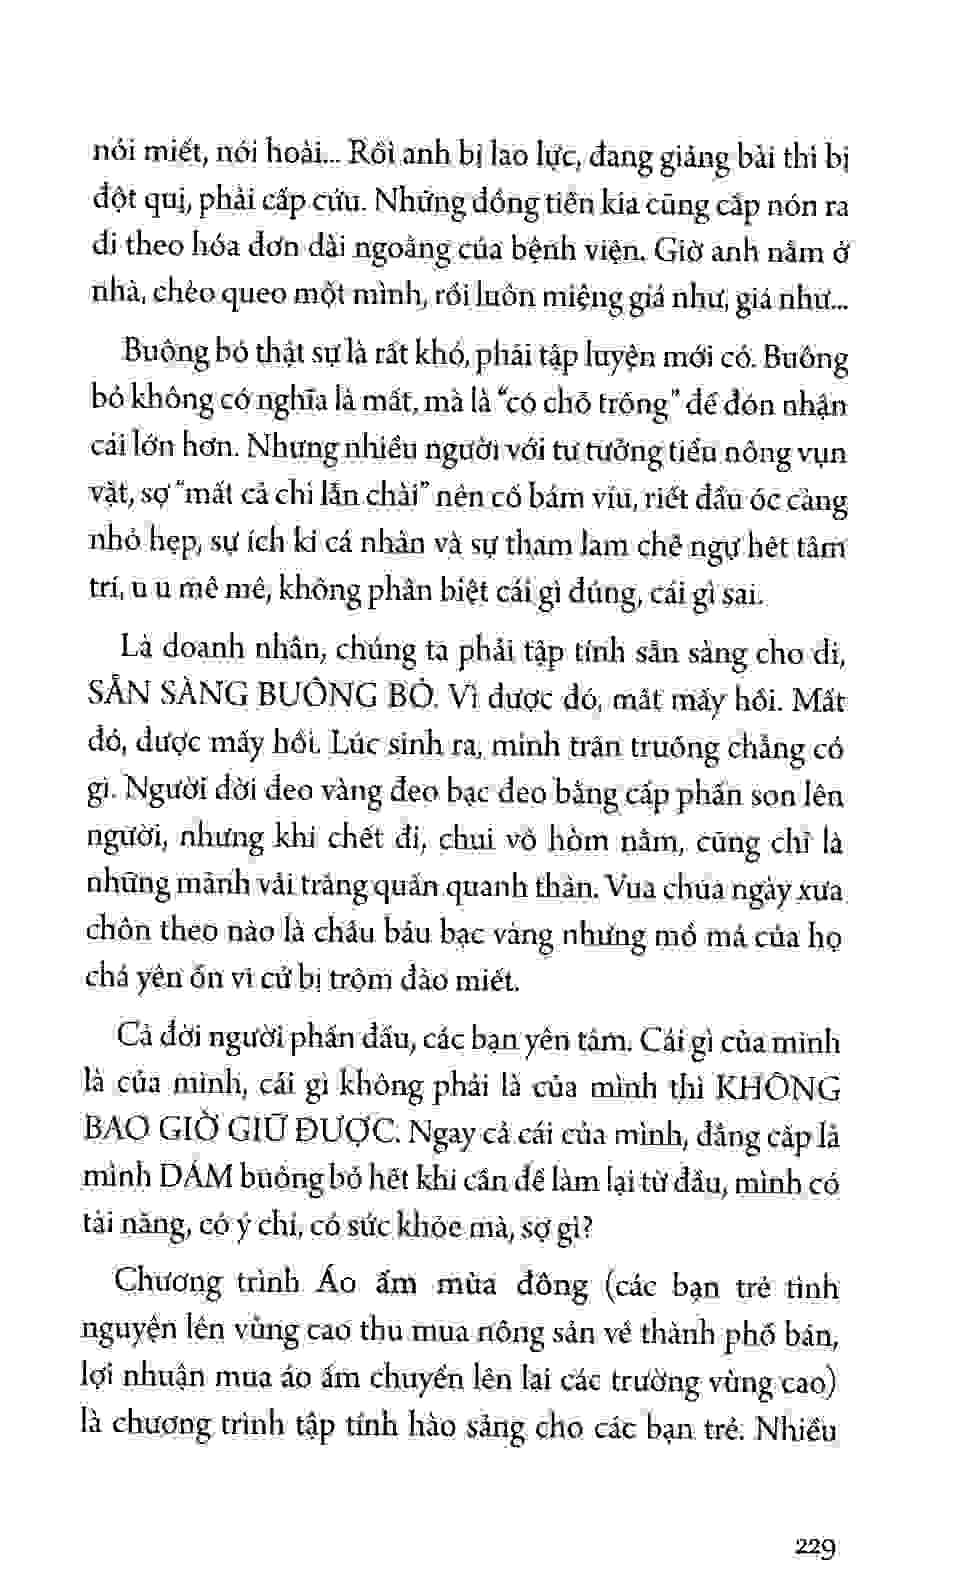 nói miết, nói hoài... Rồi anh bị lao lực, đang giảng bài thì bị
đột quị, phải cấp cứu. Những đồng tiền kia cũng cắp nón ra
đi theo hóa đơn dài ngoằng của bệnh viện. Giờ anh nằm ở
nhà, chèo queo một mình, rồi luôn miệng giá như, giá như...
Buông bỏ thật sự là rất khó, phải tập luyện mới có. Buông
bỏ không có nghĩa là mất, mà là “có chỗ trống” để đón nhận
cái lớn hơn. Nhưng nhiều người với tư tưởng tiểu nông vụn
vặt, sợ “mất cả chì lẫn chài” nên cố bám víu, riết đầu óc càng
nhỏ hẹp, sự ích kỉ cá nhân và sự tham lam chế ngự hết tâm
trí, u u mê mê, không phân biệt cái gì đúng, cái gì sai.
Là doanh nhân, chúng ta phải tập tính sẵn sàng cho đi,
SẴN SÀNG BUÔNG BỎ. Vì được đó, mất mấy hồi. Mất
đó, được mấy hồi. Lúc sinh ra, mình trần truồng chẳng có
gì. Người đời đeo vàng đeo bạc đeo bằng cấp phấn son lên
người, nhưng khi chết đi, chui vô hòm nằm, cũng chỉ là
những mảnh vải trắng quấn quanh thân. Vua chúa ngày xưa
chôn theo nào là châu báu bạc vàng nhưng mồ mả của họ
chả yên ổn vì cứ bị trộm đào miết.
Cả đời người phấn đấu, các bạn yên tâm. Cái gì của mình
là của mình, cái gì không phải là của mình thì KHÔNG
BAO GIỜ GIỮ ĐƯỢC. Ngay cả cái của mình, đẳng cấp là
mình DÁM buông bỏ hết khi cần để làm lại từ đầu, mình có
tài năng, có ý chí, có sức khỏe mà, sợ gì?
Chương trình Áo ấm mùa đông (các bạn trẻ tình
nguyện lên vùng cao thu mua nông sản về thành phố bán,
lợi nhuận mua áo ấm chuyển lên lại các trường vùng cao)
là chương trình tập tính hào sảng cho các bạn trẻ. Nhiều
229